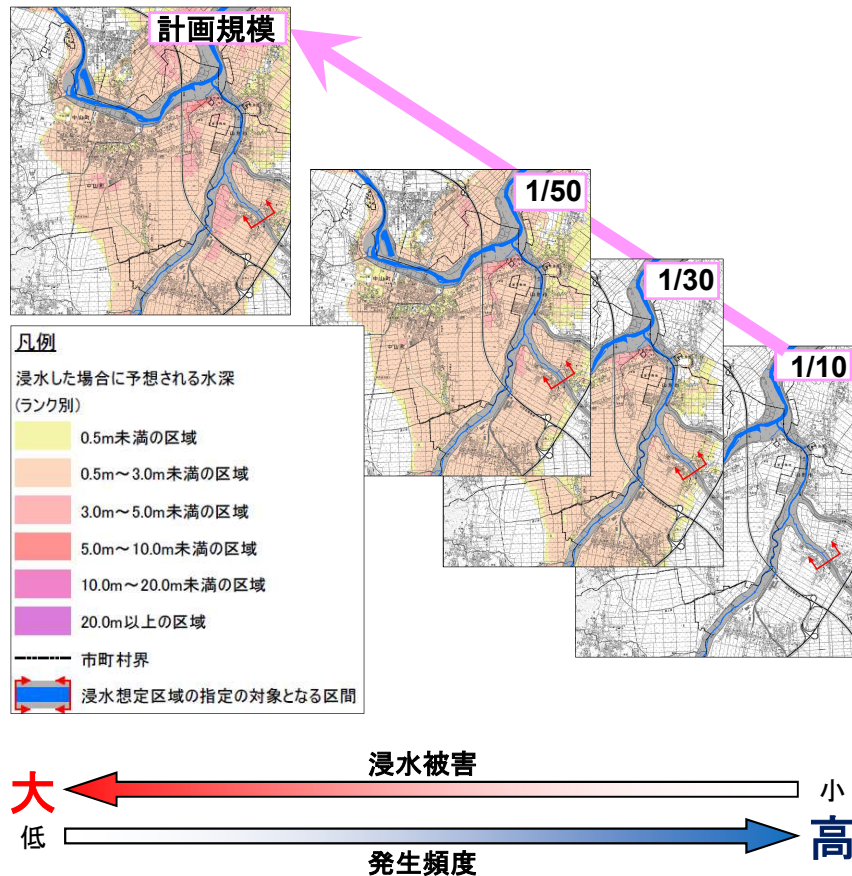 計画規模
1/50
1/30
1/10
中山町
中山町
凡例
浸水した場合に予想される水深
(ランク別)
0.5m未満の区域
0.5m~3.0m未満の区域
3.0m~5.0m未満の区域
5.0m~10.0m未満の区域
10.0m~20.0m未満の区域
20.0m以上の区域
市町村界
浸水想定区域の指定の対象となる区間
浸水被害
大
小
低
高
発生頻度